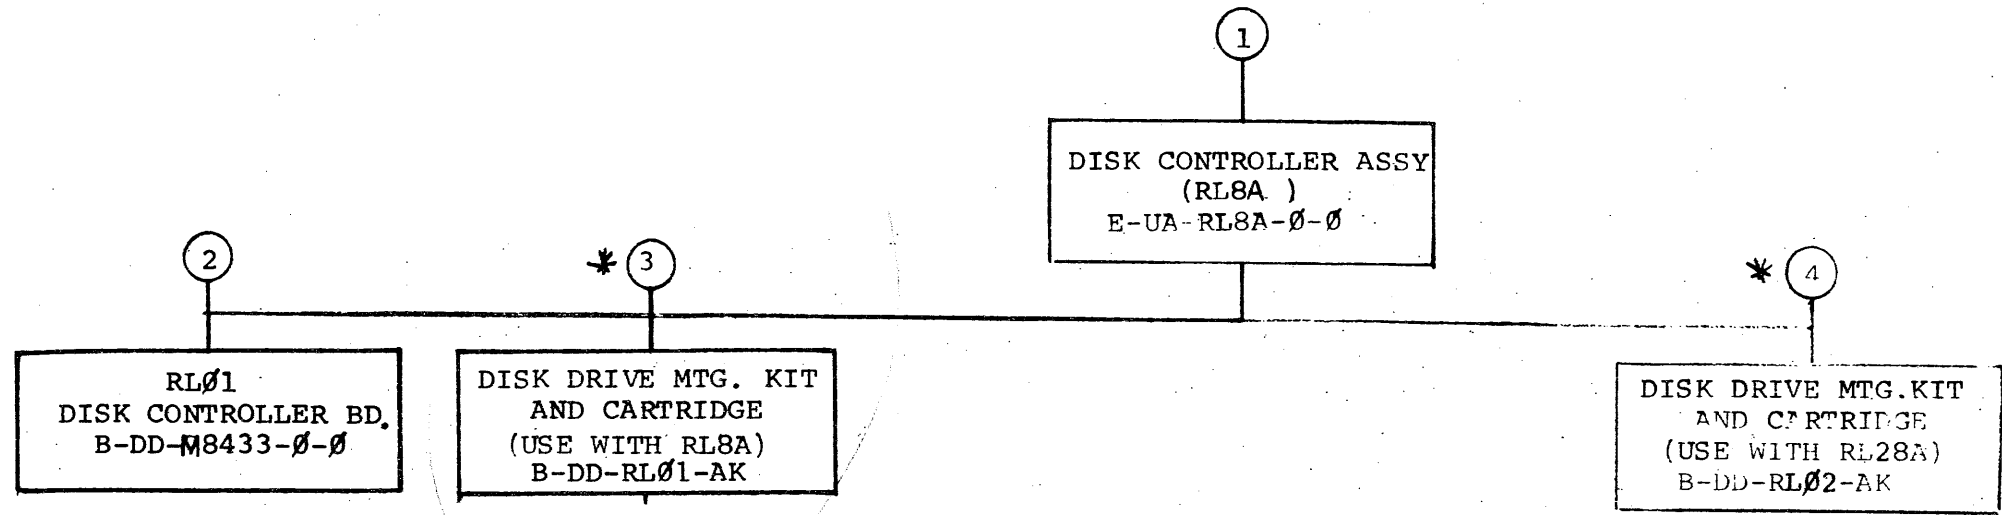 1
DISK CONTROLLER ASSY
(RL8A )
E-UA-RL8A-Ø-Ø
2
RLØ1
DISK CONTROLLER BD.
B-DD-M8433-Ø-Ø
* 3
DISK DRIVE MTG. KIT
AND CARTRIDGE
(USE WITH RL8A)
B-DD-RLØ1-AK
* 4
DISK DRIVE MTG.KIT
AND CARTRIDGE
(USE WITH RL28A)
B-DD-RLØ2-AK